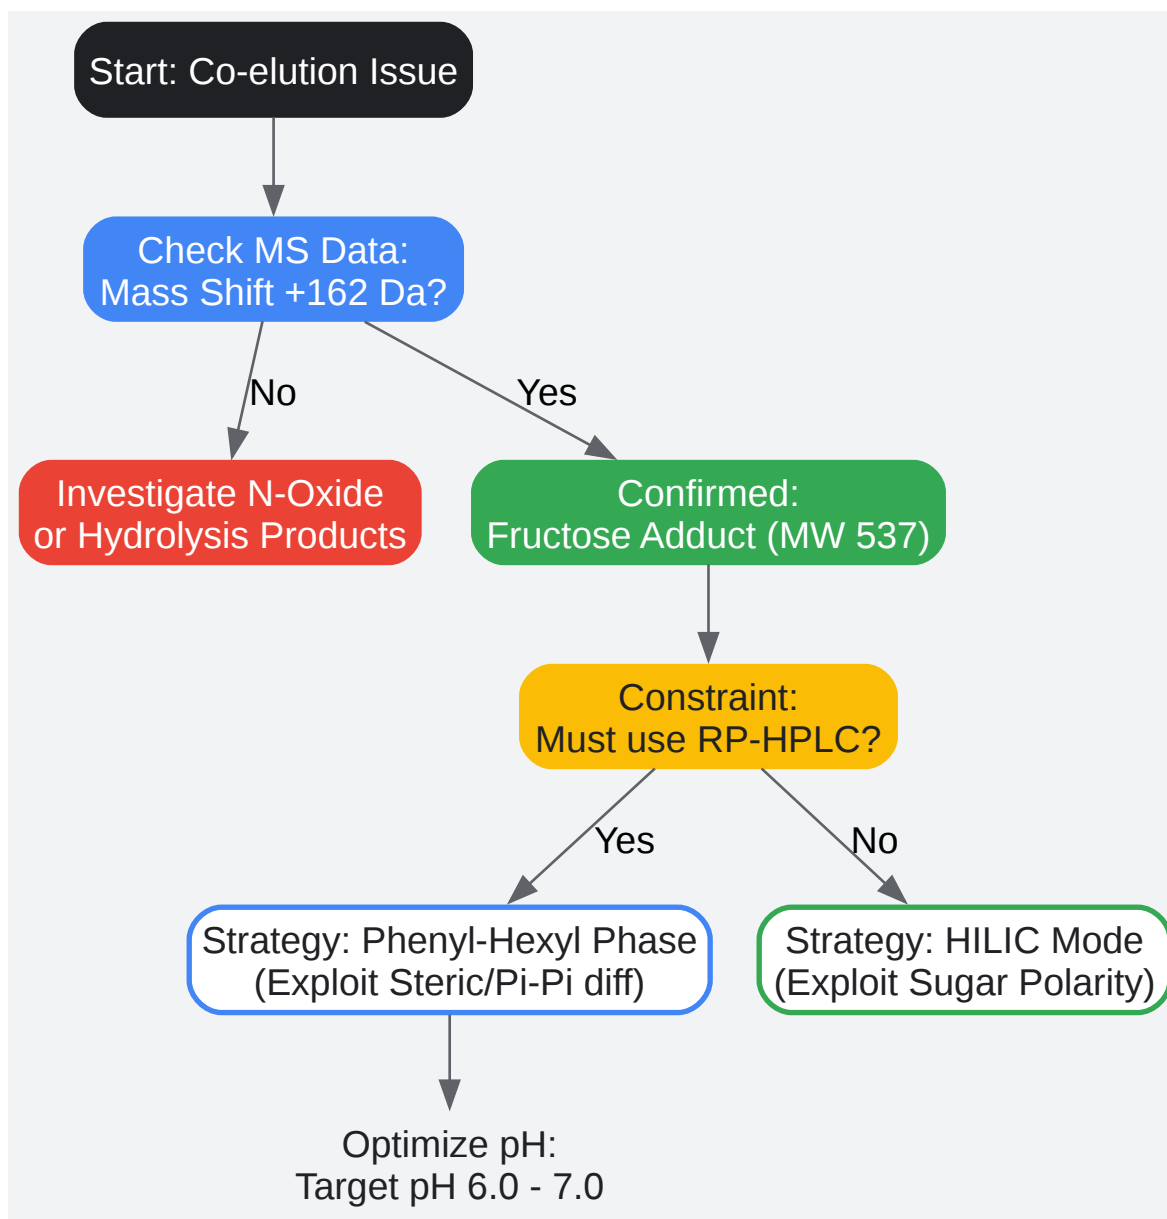 Start: Co-elution Issue
Check MS Data:
Mass Shift +162 Da?
No
Yes
Investigate N-Oxide
or Hydrolysis Products
Confirmed:
Fructose Adduct (MW 537)
Constraint:
Must use RP-HPLC?
Yes
No
Strategy: Phenyl-Hexyl Phase
(Exploit Steric/Pi-Pi diff)
Strategy: HILIC Mode
(Exploit Sugar Polarity)
Optimize pH:
Target pH 6.0 - 7.0